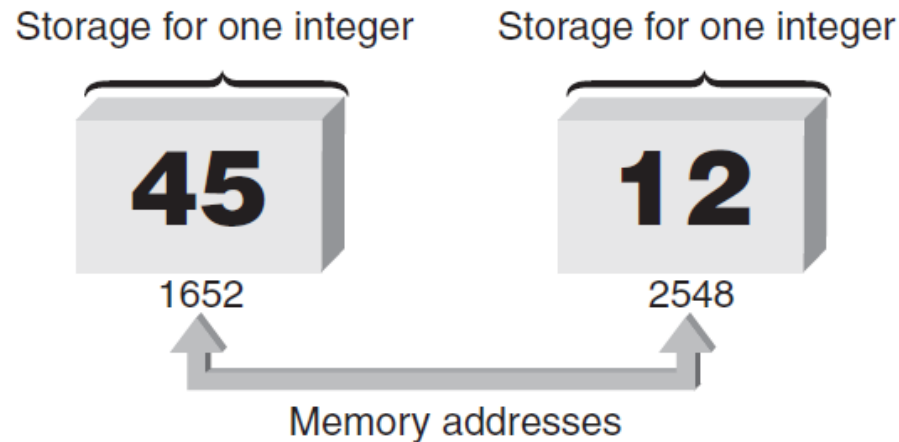 Storage for one integer
Storage for one integer
45
12
1652
2548
Memory addresses